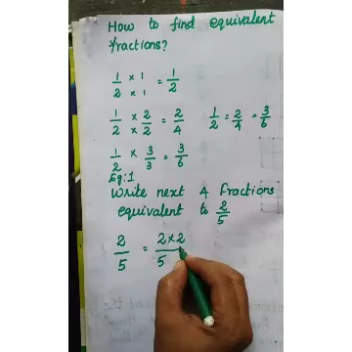 How to find equivalent
fractions?
1/2 × 1/1 = 1/2
1/2 × 2/2 = 2/4 1/2 = 2/4 = 3/6
1/2 × 3/3 = 3/6
Eg:1
Write next 4 fractions
equivalent to 2/5
2/5 = 2×2/5